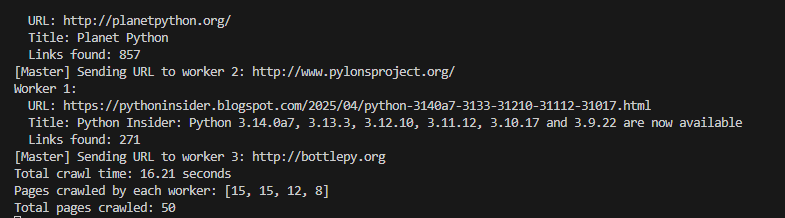 URL: http://planetpython.org/
Title: Planet Python
Links found: 857
[Master] Sending URL to worker 2: http://www.pylonsproject.org/
Worker 1:
URL: https://pythoninsider.blogspot.com/2025/04/python-3140a7-3133-31210-31112-31017.html
Title: Python Insider: Python 3.14.0a7, 3.13.3, 3.12.10, 3.11.12, 3.10.17 and 3.9.22 are now available
Links found: 271
[Master] Sending URL to worker 3: http://bottlepy.org
Total crawl time: 16.21 seconds
Pages crawled by each worker: [15, 15, 12, 8]
Total pages crawled: 50